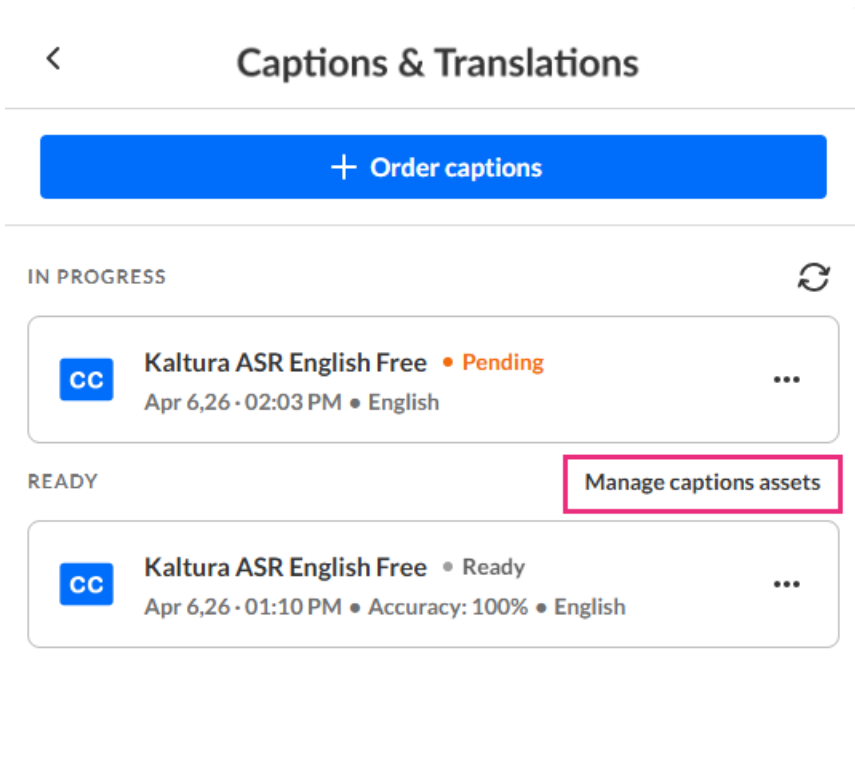 Captions & Translations
+ Order captions
IN PROGRESS
CC
Kaltura ASR English Free • Pending
Apr 6,26 · 02:03 PM • English
READY
Manage captions assets
CC
Kaltura ASR English Free • Ready
Apr 6,26 · 01:10 PM • Accuracy: 100% • English